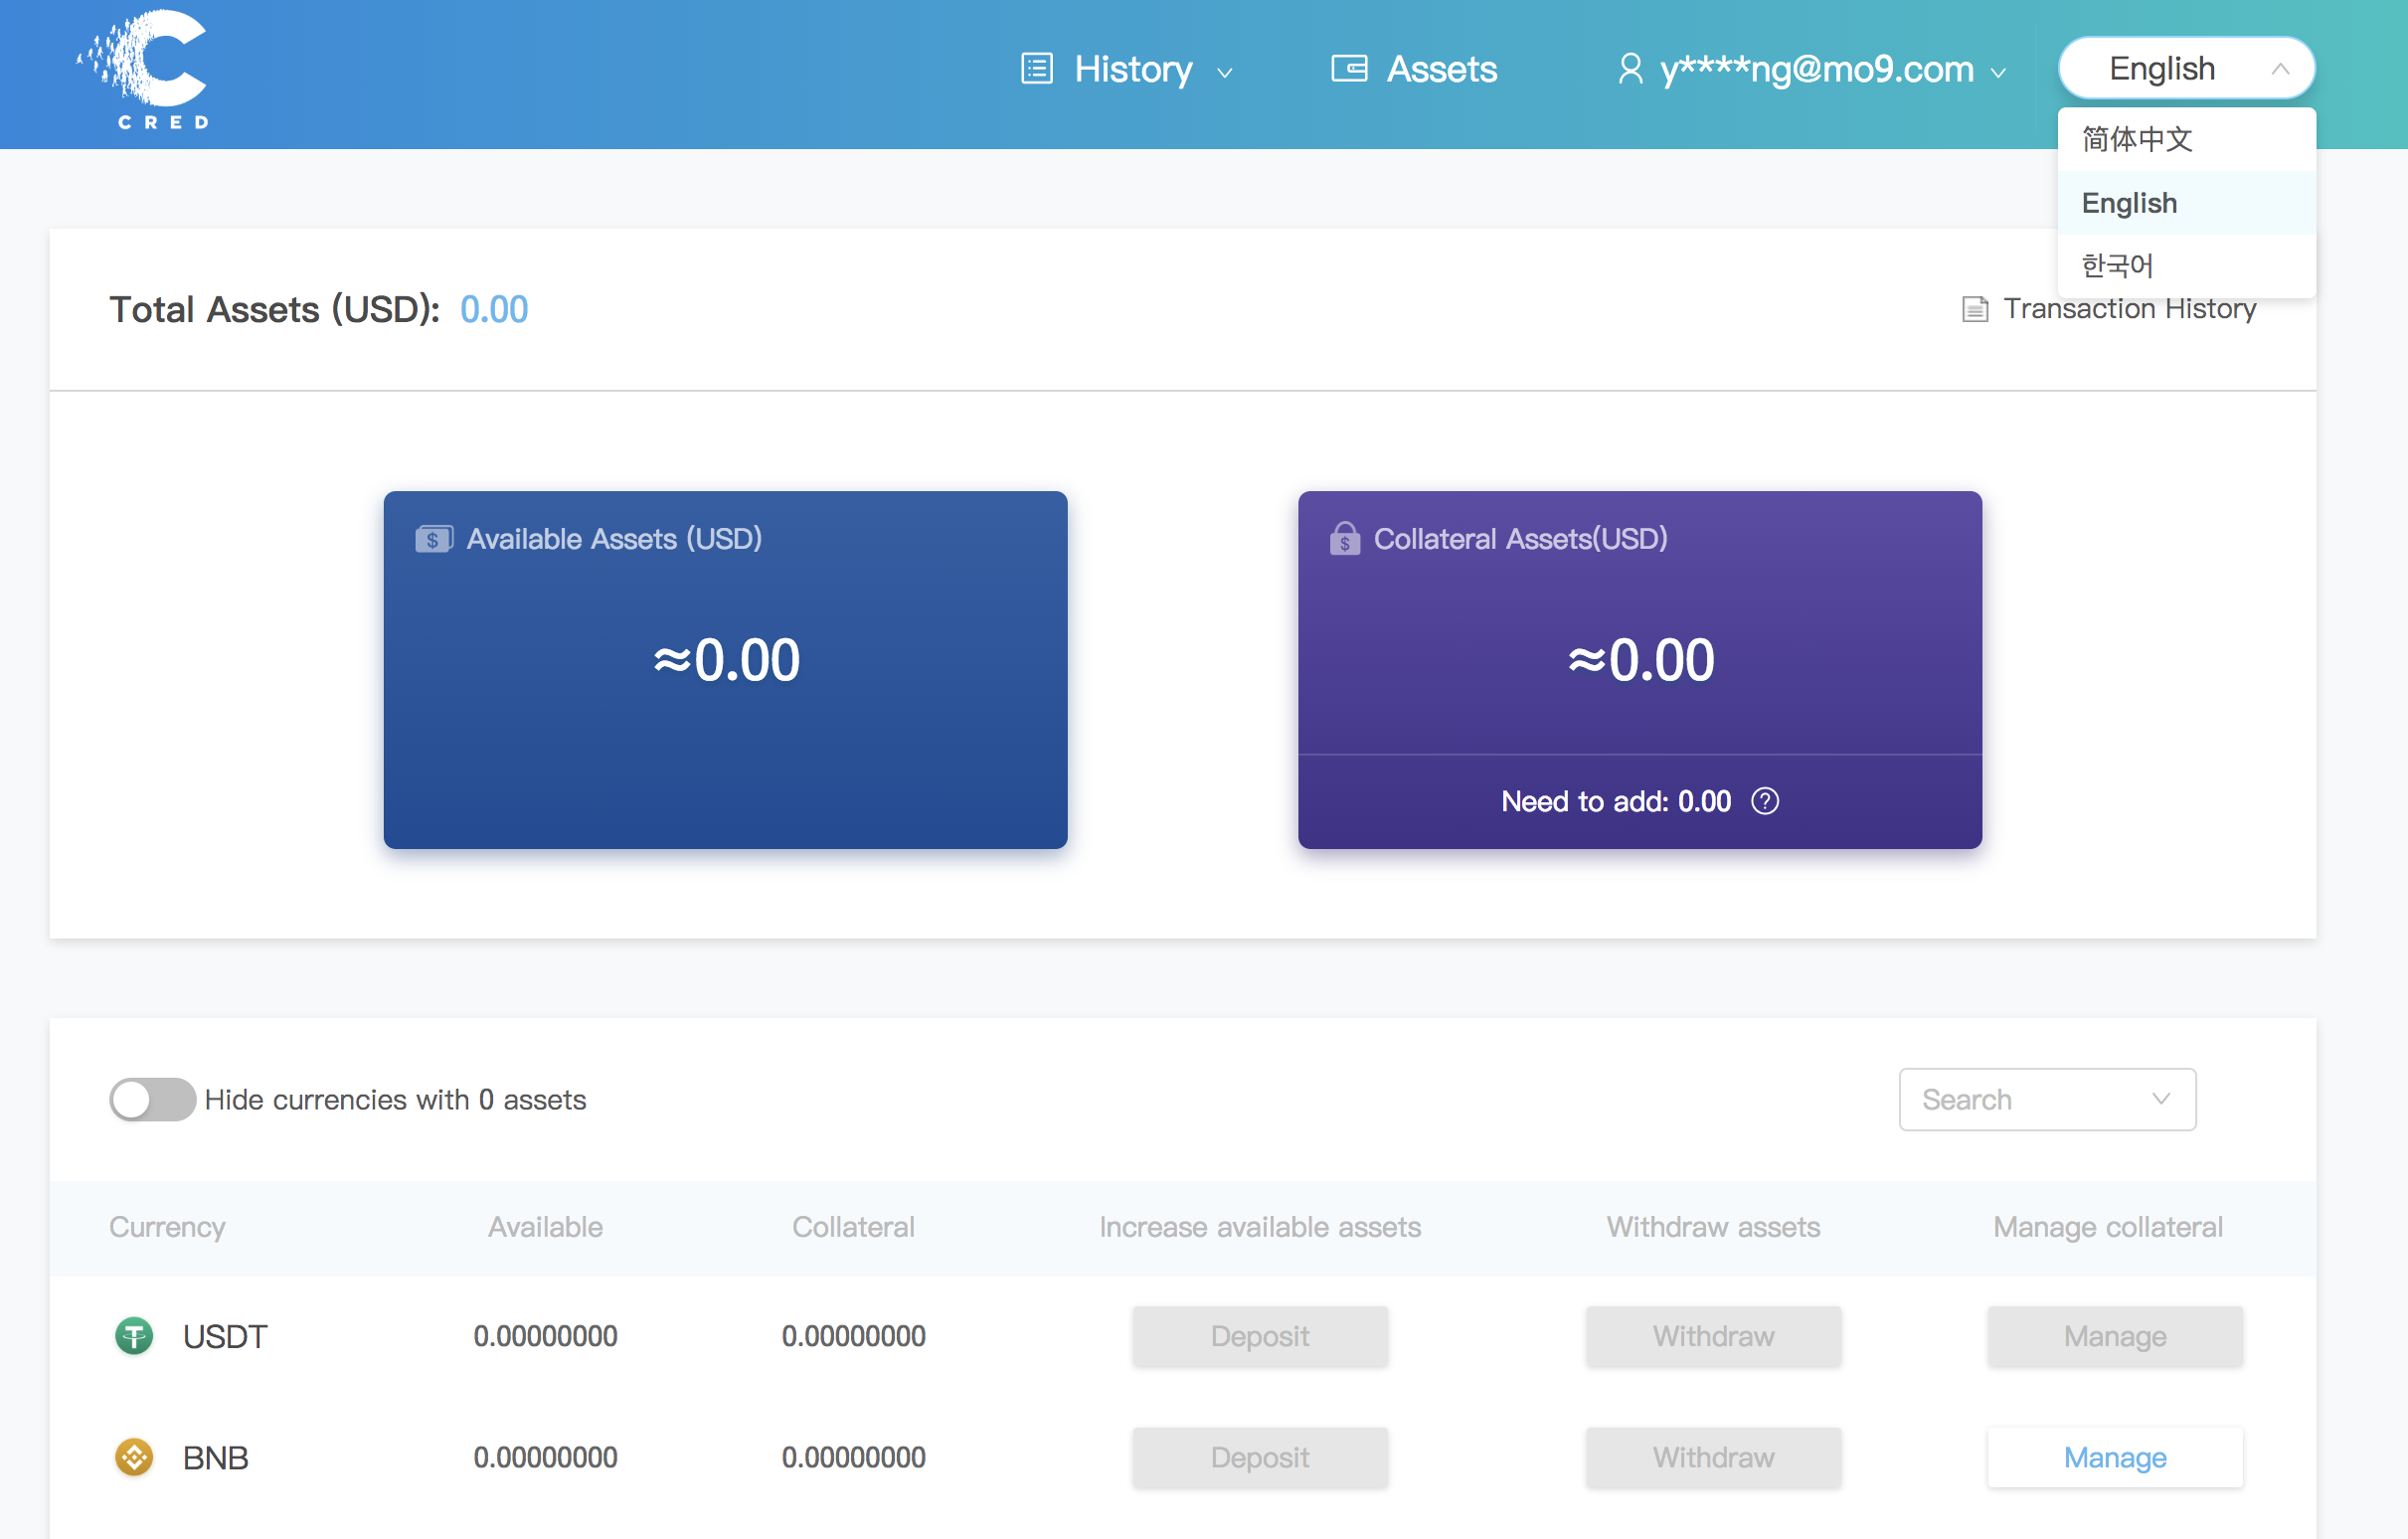 CRED
History
Assets
y****ng@mo9.com
English
简体中文
English
한국어
Total Assets (USD): 0.00
Transaction History
$ Available Assets (USD)
≈0.00
$ Collateral Assets(USD)
≈0.00
Need to add: 0.00 ?
Hide currencies with 0 assets
Search
Currency Available Collateral Increase available assets Withdraw assets Manage collateral
USDT 0.00000000 0.00000000 Deposit Withdraw Manage
BNB 0.00000000 0.00000000 Deposit Withdraw Manage